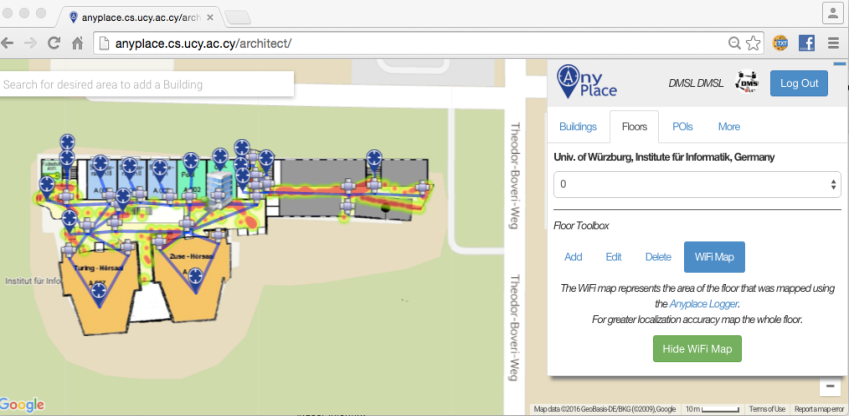 anyplace.cs.ucy.ac.cy/arch
anyplace.cs.ucy.ac.cy/architect/
Search for desired area to add a Building
AnyPlace
DMSL DMSL
DMSL
Log Out
Buildings
Floors
POIs
More
Univ. of Würzburg, Institute für Informatik, Germany
0
Floor Toolbox
Add
Edit
Delete
WiFi Map
The WiFi map represents the area of the floor that was mapped using
the Anyplace Logger.
For greater localization accuracy map the whole floor.
Hide WiFi Map
Theodor-Boveri-Weg
Theodor-Boveri-Weg
Turing - Hörsaal
Zuse - Hörsaal
Institut für Info
Google
Map data ©2016 GeoBasis-DE/BKG (©2009),Google
10 m
Terms of Use
Report a map error